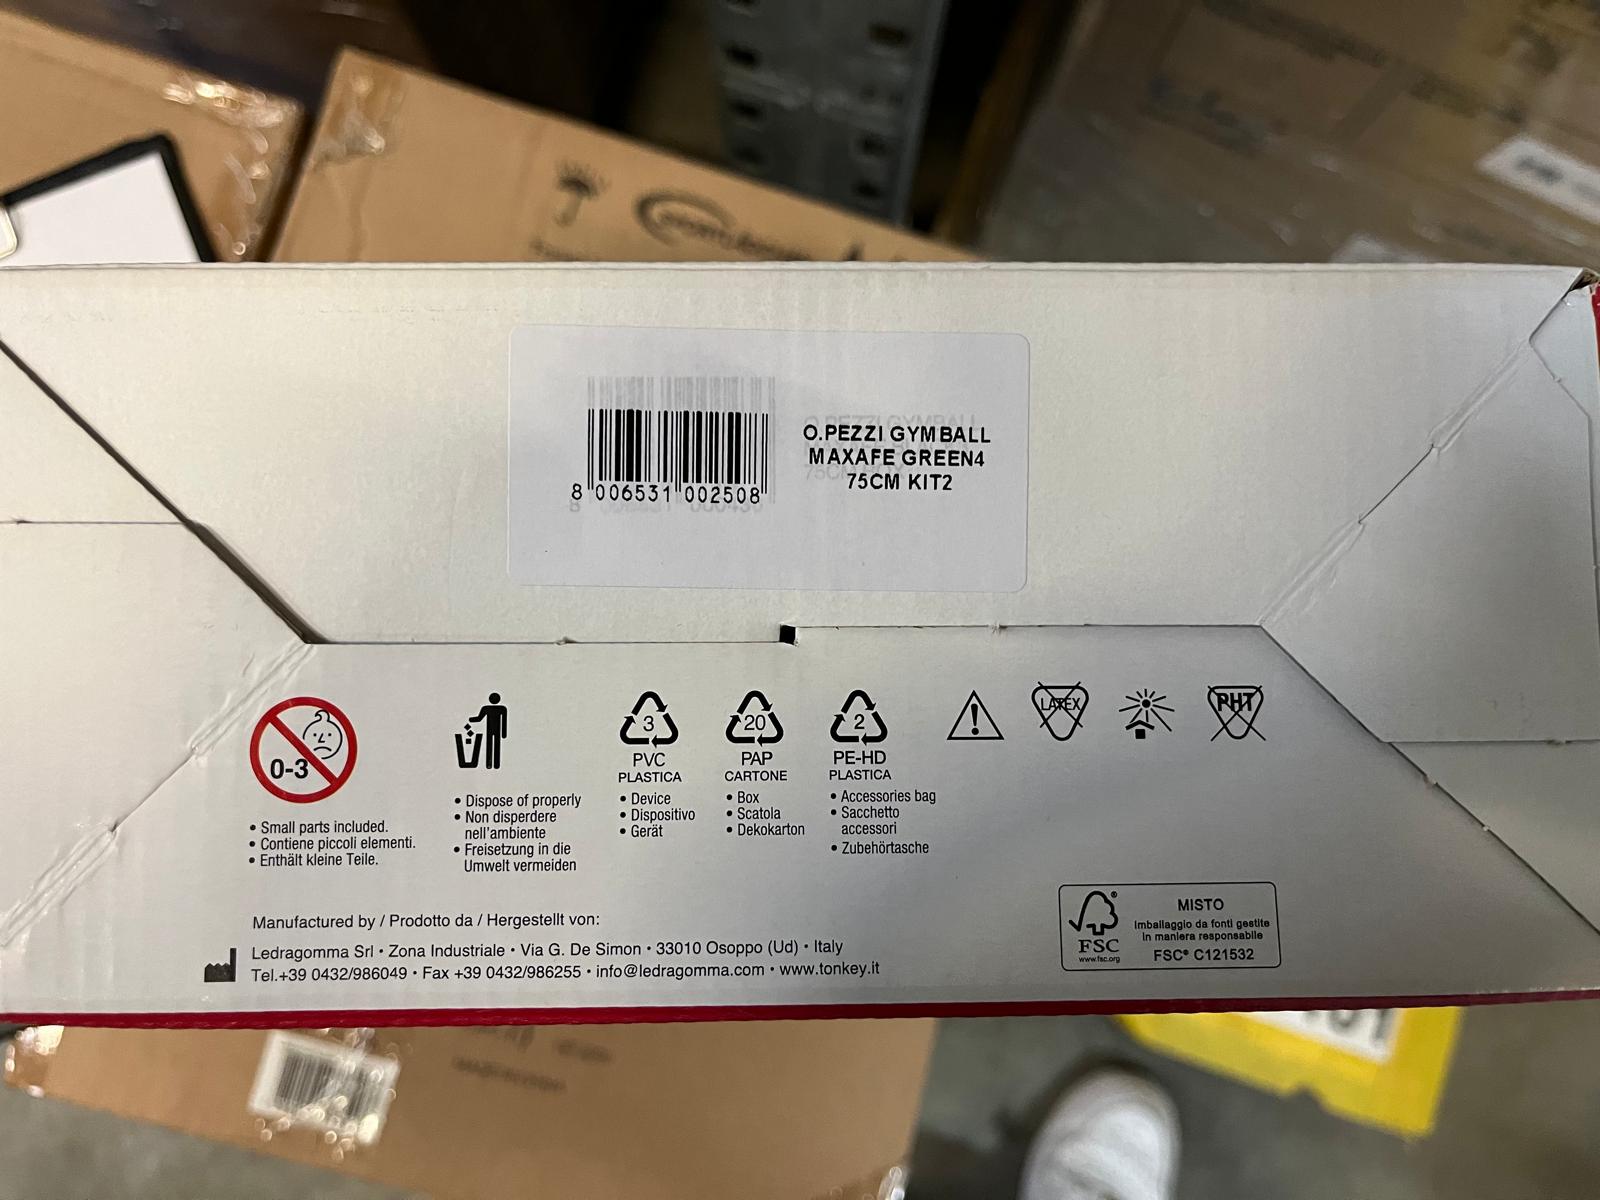 O.PEZZI GYMBALL
MAXAFE GREEN4
75CM KIT2
8 006531 002508
0-3
• Small parts included.
• Contiene piccoli elementi.
• Enthält kleine Teile.
• Dispose of properly
• Non disperdere
nell'ambiente
• Freisetzung in die
Umwelt vermeiden
3
PVC
PLASTICA
• Device
• Dispositivo
• Gerät
20
PAP
CARTONE
• Box
• Scatola
• Dekokarton
2
PE-HD
PLASTICA
• Accessories bag
• Sacchetto
accessori
• Zubehörtasche
LATEX
PHT
Manufactured by / Prodotto da / Hergestellt von:
Ledragomma Srl • Zona Industriale • Via G. De Simon • 33010 Osoppo (Ud) • Italy
Tel.+39 0432/986049 • Fax +39 0432/986255 • info@ledragomma.com • www.tonkey.it
FSC
www.fsc.org
MISTO
Imballaggio da fonti gestite
in maniera responsabile
FSC® C121532